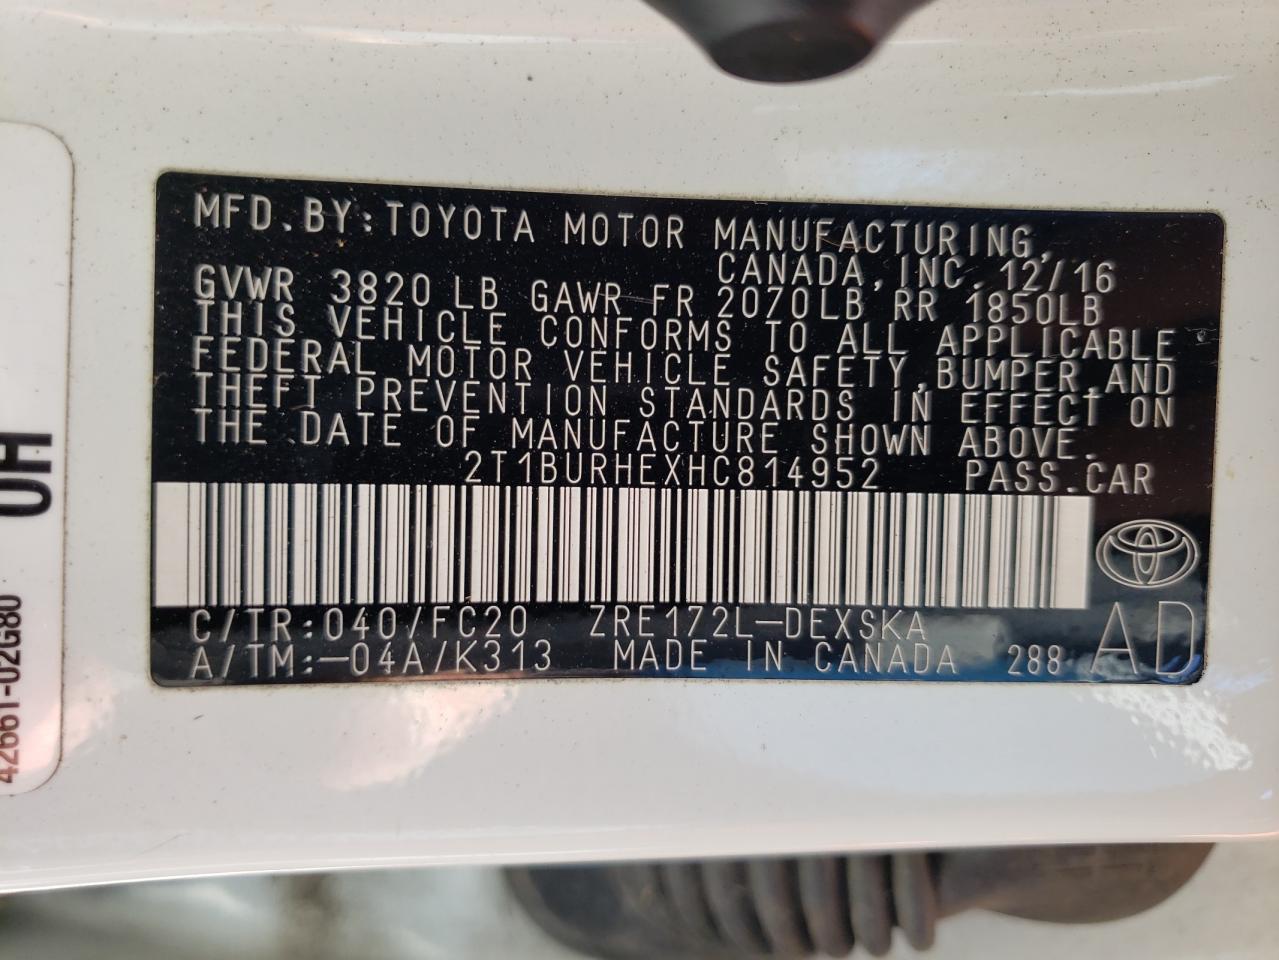 MFD.BY:TOYOTA MOTOR MANUFACTURING,
CANADA,INC. 12/16
GVWR 3820 LB GAWR FR 2070LB RR 1850LB
THIS VEHICLE CONFORMS TO ALL APPLICABLE
FEDERAL MOTOR VEHICLE SAFETY,BUMPER,AND
THEFT PREVENTION STANDARDS IN EFFECT ON
THE DATE OF MANUFACTURE SHOWN ABOVE.
2T1BURHEXHC814952 PASS.CAR
C/TR:040/FC20 ZRE172L-DEXSKA
A/TM:-04A/K313 MADE IN CANADA 288
AD
42661-02G80